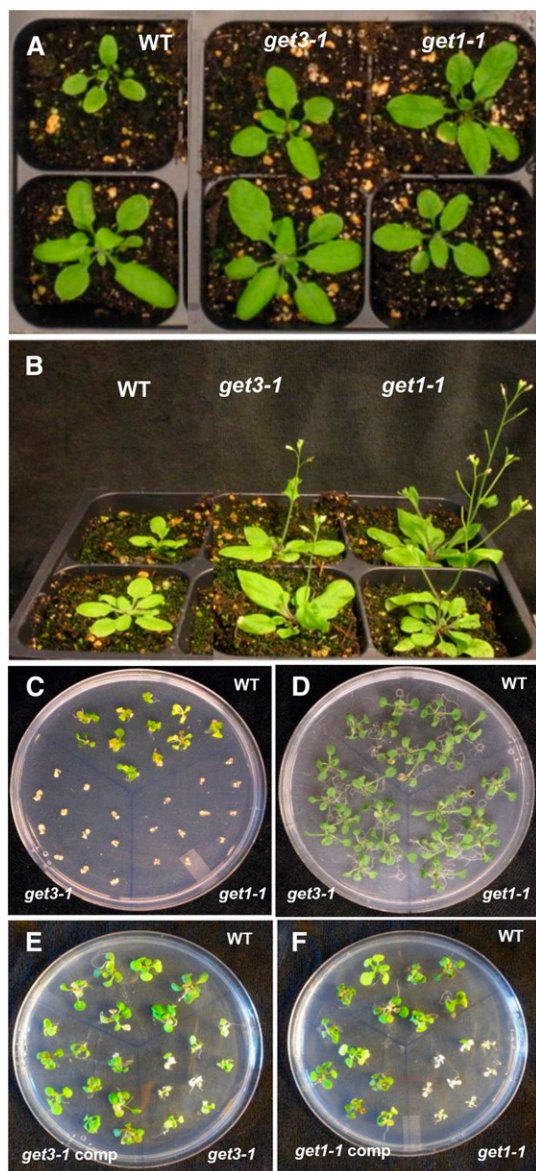 A WT get3-1 get1-1
B WT get3-1 get1-1
C WT
get3-1 get1-1
D WT
get3-1 get1-1
E WT
get3-1 comp get3-1
F WT
get1-1 comp get1-1